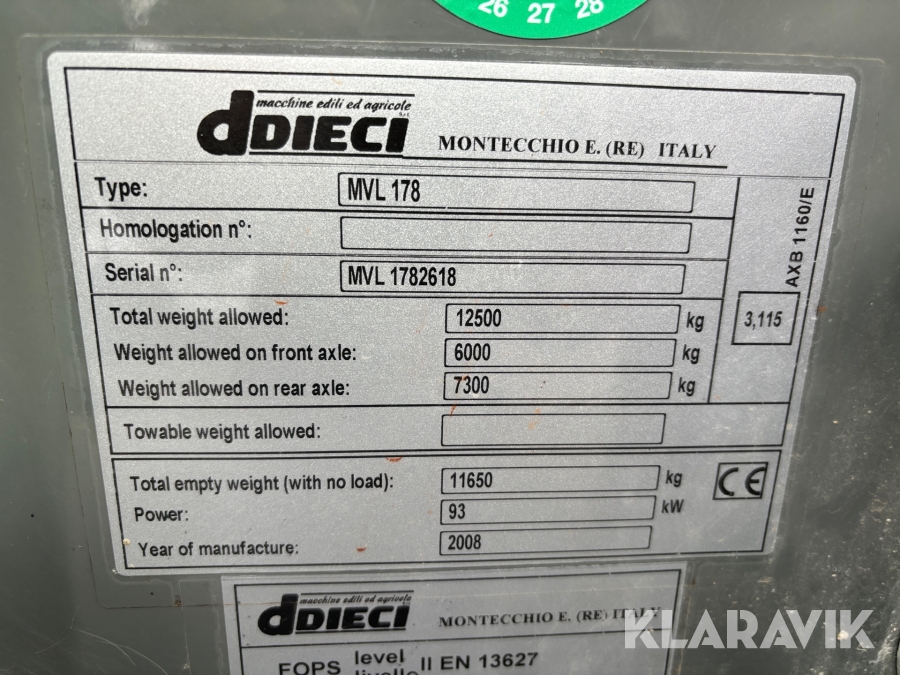 26 27 28
macchine edili ed agricole
dDIECI S.r.l. MONTECCHIO E. (RE) ITALY
Type: MVL 178
Homologation n°:
Serial n°: MVL 1782618
AXB 1160/E
Total weight allowed: 12500 kg
3,115
Weight allowed on front axle: 6000 kg
Weight allowed on rear axle: 7300 kg
Towable weight allowed:
Total empty weight (with no load): 11650 kg
CE
Power: 93 kW
Year of manufacture: 2008
macchine edili ed agricole
dDIECI MONTECCHIO E. (RE) ITALY
FOPS level II EN 13627
livello
KLARAVIK